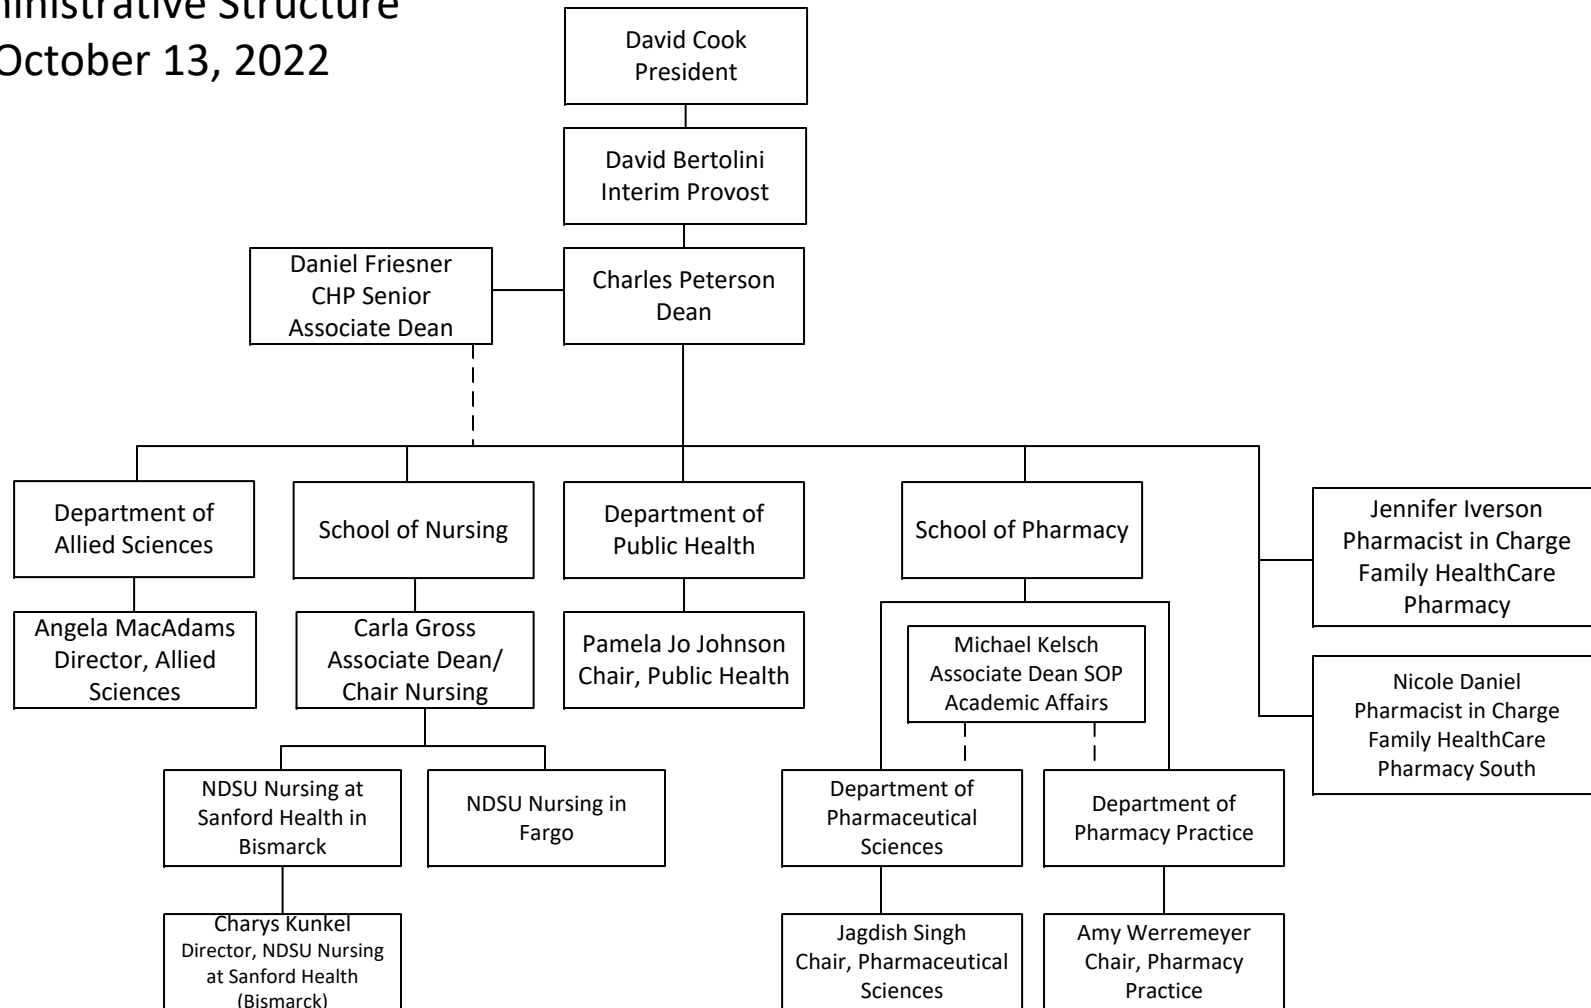 Structure
October 13, 2022
David Cook
President
David Bertolini
Interim Provost
Daniel Friesner
CHP Senior
Associate Dean
Charles Peterson
Dean
Department of
Allied Sciences
School of Nursing
Department of
Public Health
School of Pharmacy
Jennifer Iverson
Pharmacist in Charge
Family HealthCare
Pharmacy
Angela MacAdams
Director, Allied
Sciences
Carla Gross
Associate Dean/
Chair Nursing
Pamela Jo Johnson
Chair, Public Health
Michael Kelsch
Associate Dean SOP
Academic Affairs
Nicole Daniel
Pharmacist in Charge
Family HealthCare
Pharmacy South
NDSU Nursing at
Sanford Health in
Bismarck
NDSU Nursing in
Fargo
Department of
Pharmaceutical
Sciences
Department of
Pharmacy Practice
Charys Kunkel
Director, NDSU Nursing
at Sanford Health
(Bismarck)
Jagdish Singh
Chair, Pharmaceutical
Sciences
Amy Werremeyer
Chair, Pharmacy
Practice